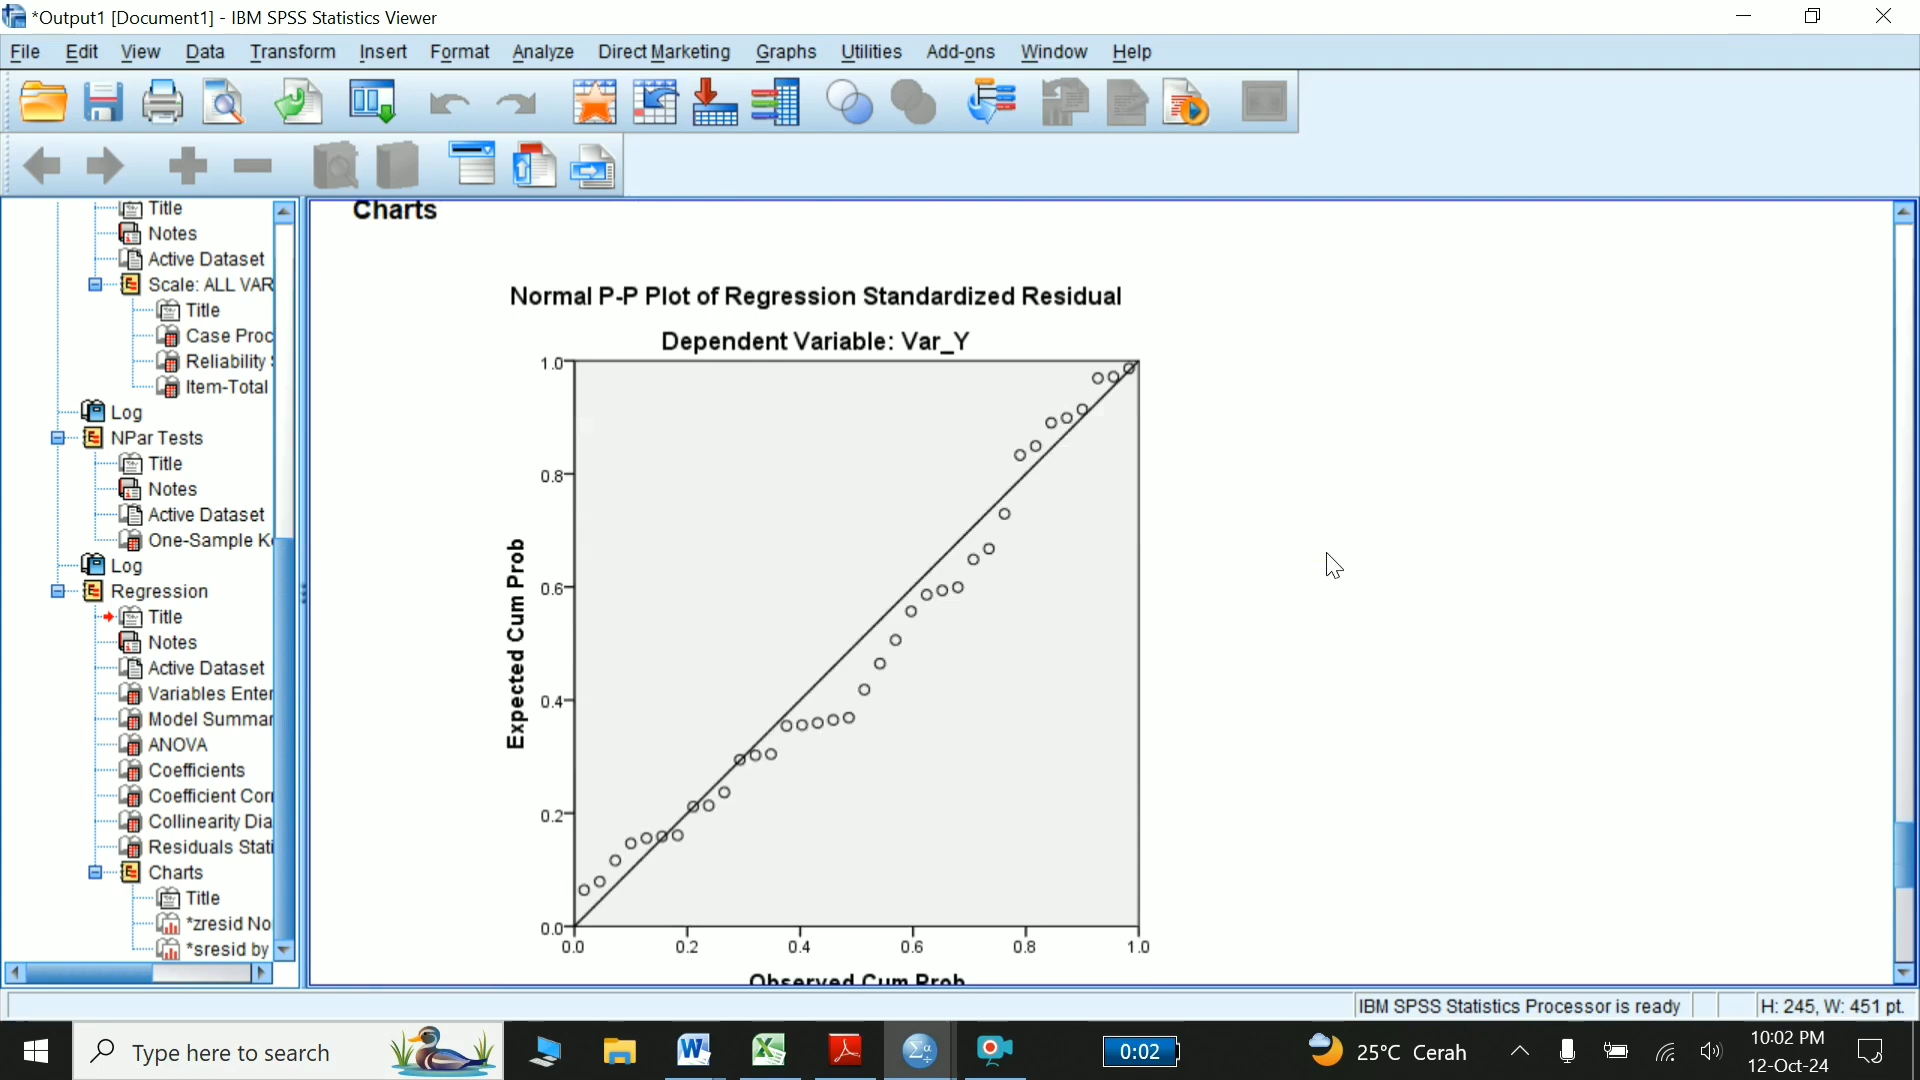 *Output1 [Document1] - IBM SPSS Statistics Viewer
File Edit View Data Transform Insert Format Analyze Direct Marketing Graphs Utilities Add-ons Window Help
Title
Notes
Active Dataset
Scale: ALL VAR
Title
Case Proc
Reliability
Item-Total
Log
NPar Tests
Title
Notes
Active Dataset
One-Sample
Log
Regression
Title
Notes
Active Dataset
Variables Enter
Model Summar
ANOVA
Coefficients
Coefficient Cor
Collinearity Dia
Residuals Stati
Charts
Title
*zresid No
*sresid by
Charts
Normal P-P Plot of Regression Standardized Residual
Dependent Variable: Var_Y
1.0
0.8
0.6
0.4
0.2
0.0
Expected Cum Prob
0.0 0.2 0.4 0.6 0.8 1.0
Observed Cum Prob
IBM SPSS Statistics Processor is ready
H: 245, W: 451 pt.
Type here to search
0:02
25°C Cerah
10:02 PM
12-Oct-24